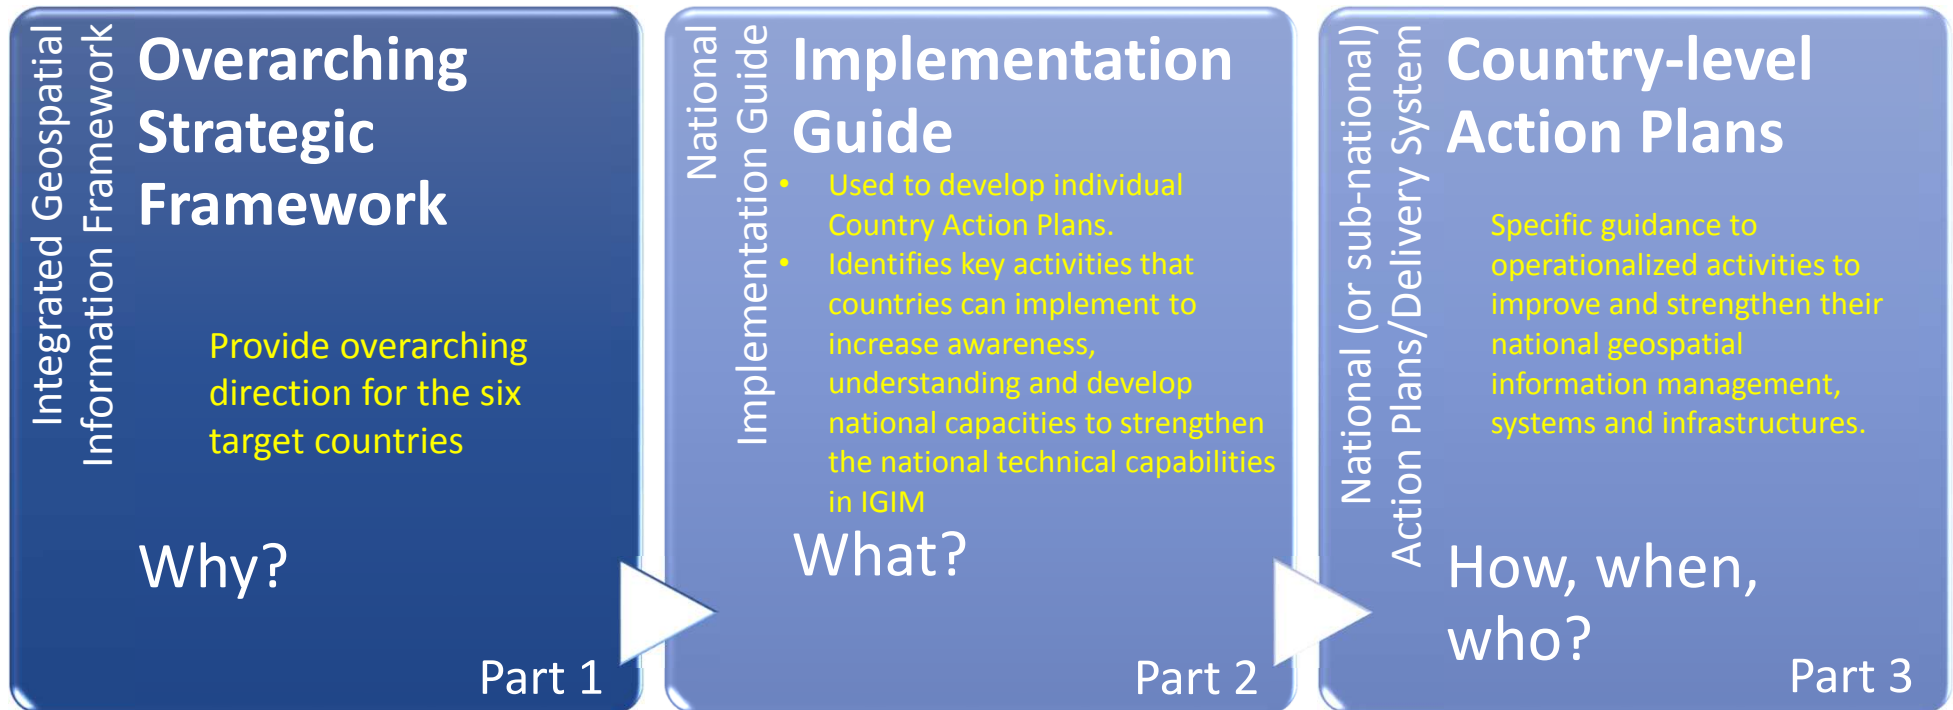 Integrated Geospatial
Information Framework
Overarching
Strategic
Framework
Provide overarching
direction for the six
target countries
Why?
Part 1
National
Implementation Guide
Implementation
Guide
• Used to develop individual
Country Action Plans.
• Identifies key activities that
countries can implement to
increase awareness,
understanding and develop
national capacities to strengthen
the national technical capabilities
in IGIM
What?
Part 2
National (or sub-national)
Action Plans/Delivery System
Country-level
Action Plans
Specific guidance to
operationalized activities to
improve and strengthen their
national geospatial
information management,
systems and infrastructures.
How, when,
who?
Part 3